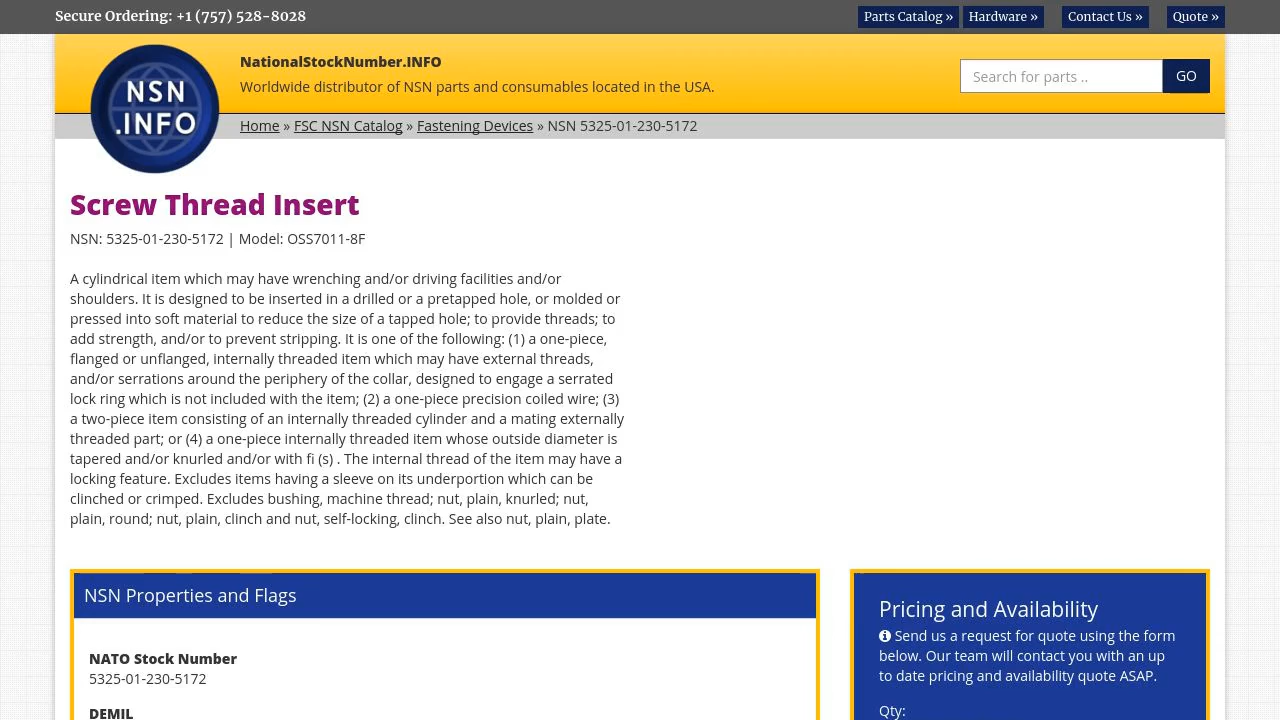 Secure Ordering: +1 (757) 528-8028
Parts Catalog » Hardware » Contact Us » Quote »
NSN
.INFO
NationalStockNumber.INFO
Worldwide distributor of NSN parts and consumables located in the USA.
Search for parts ..
GO
Home » FSC NSN Catalog » Fastening Devices » NSN 5325-01-230-5172
Screw Thread Insert
NSN: 5325-01-230-5172 | Model: OSS7011-8F
A cylindrical item which may have wrenching and/or driving facilities and/or
shoulders. It is designed to be inserted in a drilled or a pretapped hole, or molded or
pressed into soft material to reduce the size of a tapped hole; to provide threads; to
add strength, and/or to prevent stripping. It is one of the following: (1) a one-piece,
flanged or unflanged, internally threaded item which may have external threads,
and/or serrations around the periphery of the collar, designed to engage a serrated
lock ring which is not included with the item; (2) a one-piece precision coiled wire; (3)
a two-piece item consisting of an internally threaded cylinder and a mating externally
threaded part; or (4) a one-piece internally threaded item whose outside diameter is
tapered and/or knurled and/or with fi (s) . The internal thread of the item may have a
locking feature. Excludes items having a sleeve on its underportion which can be
clinched or crimped. Excludes bushing, machine thread; nut, plain, knurled; nut,
plain, round; nut, plain, clinch and nut, self-locking, clinch. See also nut, plain, plate.
NSN Properties and Flags
NATO Stock Number
5325-01-230-5172
DEMIL
Pricing and Availability
Send us a request for quote using the form
below. Our team will contact you with an up
to date pricing and availability quote ASAP.
Qty: